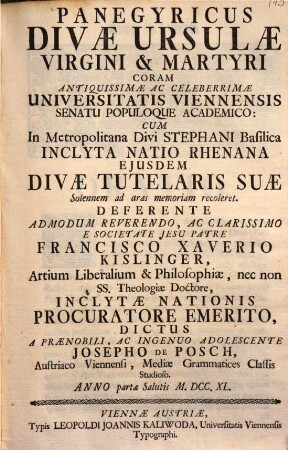 PANEGYRICUS
DIVÆ URSULÆ
VIRGINI & MARTYRI
CORAM
ANTIQUISSIMÆ AC CELEBERRIMÆ
UNIVERSITATIS VIENNENSIS
SENATU POPULOQUE ACADEMICO:
CUM
In Metropolitana Divi STEPHANI Basilica
INCLYTA NATIO RHENANA
EJUSDEM
DIVÆ TUTELARIS SUÆ
Solennem ad aras memoriam recoleret.
DEFERENTE
ADMODUM REVERENDO, AC CLARISSIMO
E SOCIETATE JESU PATRE
FRANCISCO XAVERIO
KISLINGER,
Artium Liberalium & Philosophiæ, nec non
SS. Theologiæ Doctore,
INCLYTÆ NATIONIS
PROCURATORE EMERITO,
DICTUS
A PRÆNOBILI, AC INGENUO ADOLESCENTE
JOSEPHO DE POSCH,
Austriaco Viennensi, Mediæ Grammatices Classis
Studioso.
ANNO partæ Salutis M. DCC. XL.
VIENNÆ AUSTRIÆ,
Typis LEOPOLDI JOANNIS KALIWODA, Universitatis Viennensis
Typographi.